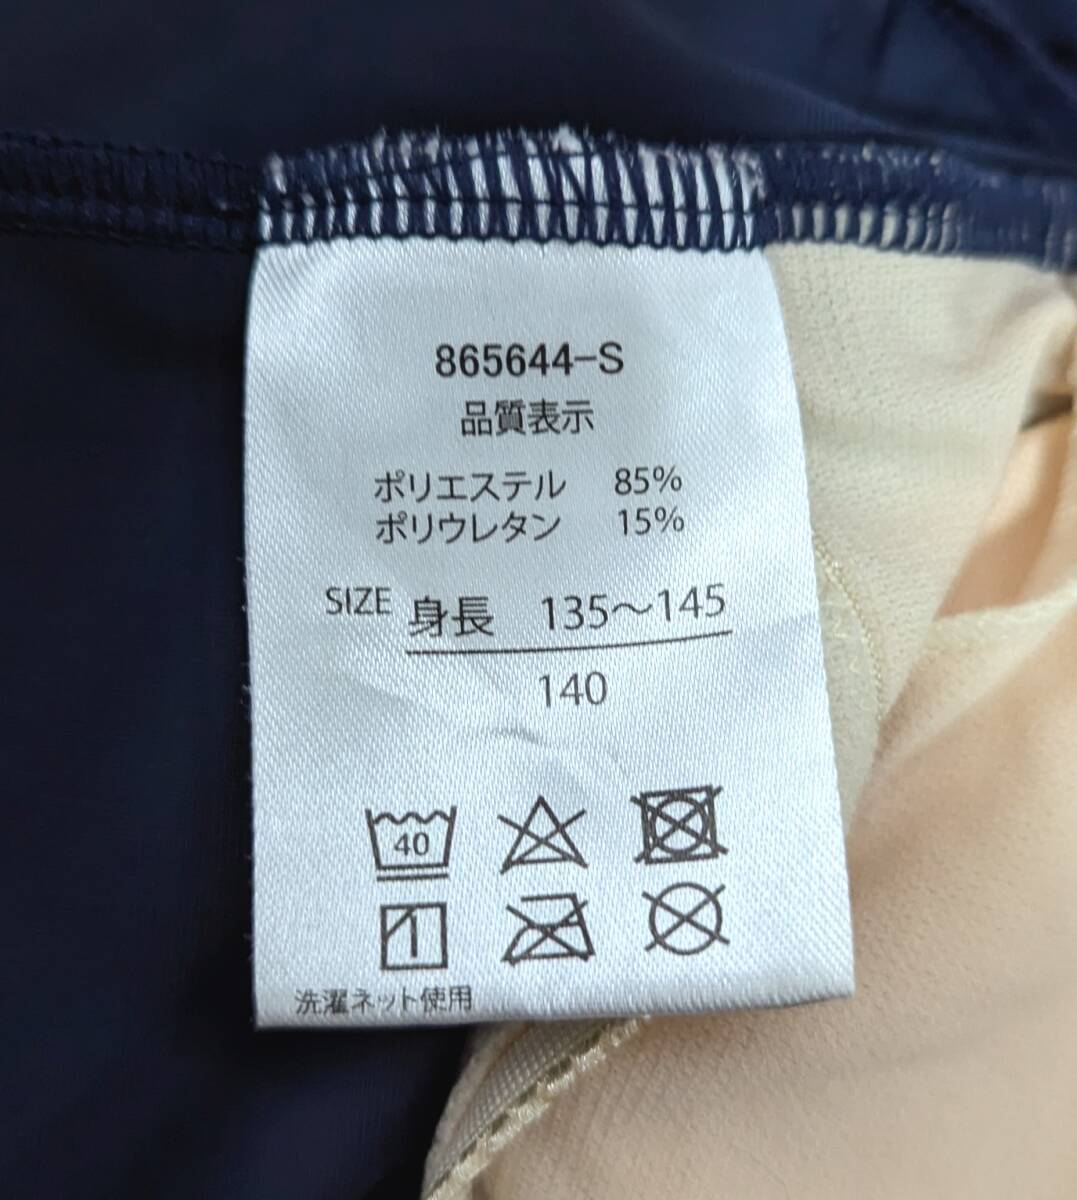 865644-S
品質表示
ポリエステル 85%
ポリウレタン 15%
SIZE 身長 135～145
140
40
洗濯ネット使用